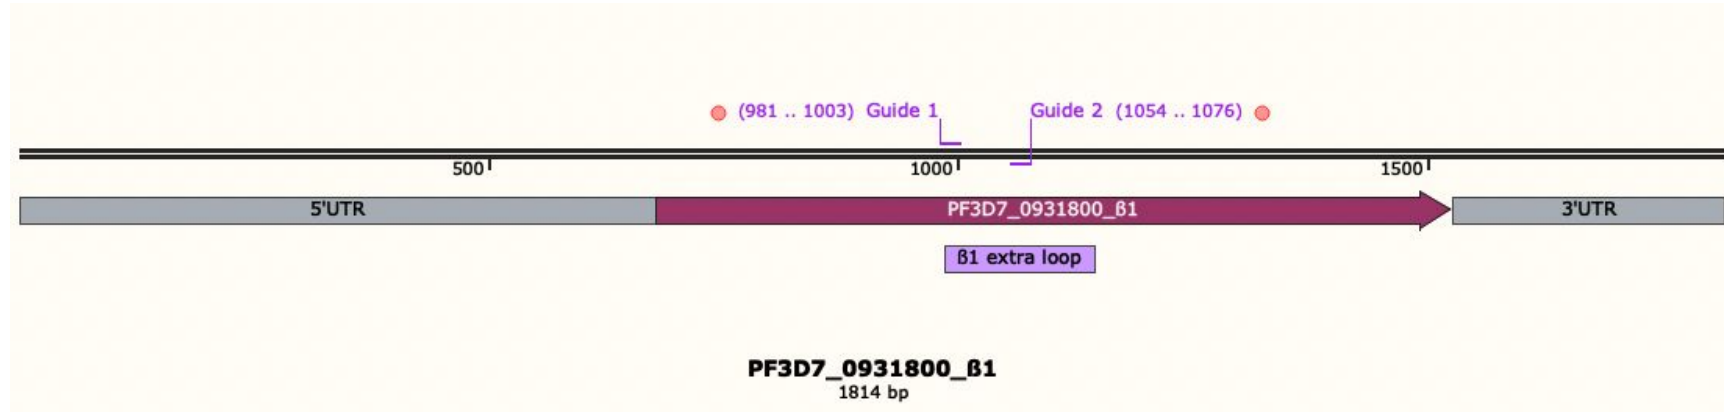 (981 .. 1003) Guide 1
Guide 2 (1054 .. 1076)
500
1000
1500
5'UTR
PF3D7_0931800_ß1
3'UTR
ß1 extra loop
PF3D7_0931800_ß1
1814 bp